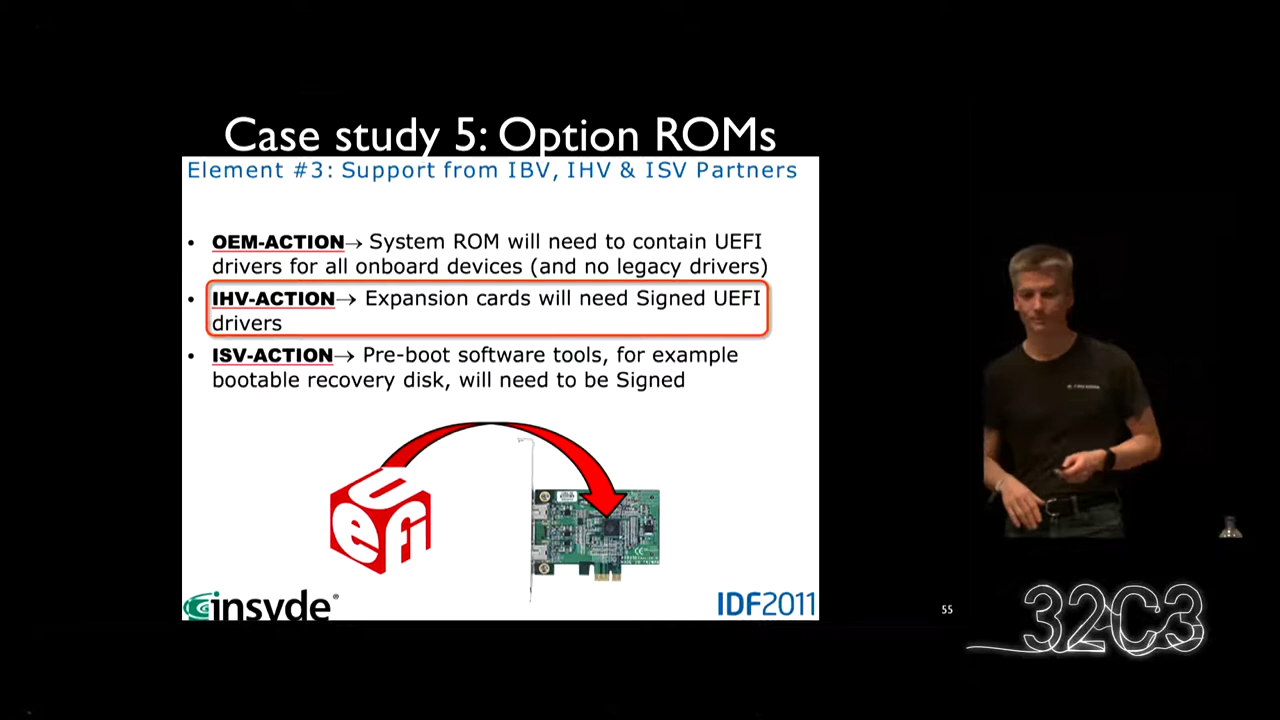 Case study 5: Option ROMs
Element #3: Support from IBV, IHV & ISV Partners
• OEM-ACTION→ System ROM will need to contain UEFI
drivers for all onboard devices (and no legacy drivers)
• IHV-ACTION→ Expansion cards will need Signed UEFI
drivers
• ISV-ACTION→ Pre-boot software tools, for example
bootable recovery disk, will need to be Signed
UEFI
insyde®
IDF2011
55
32C3